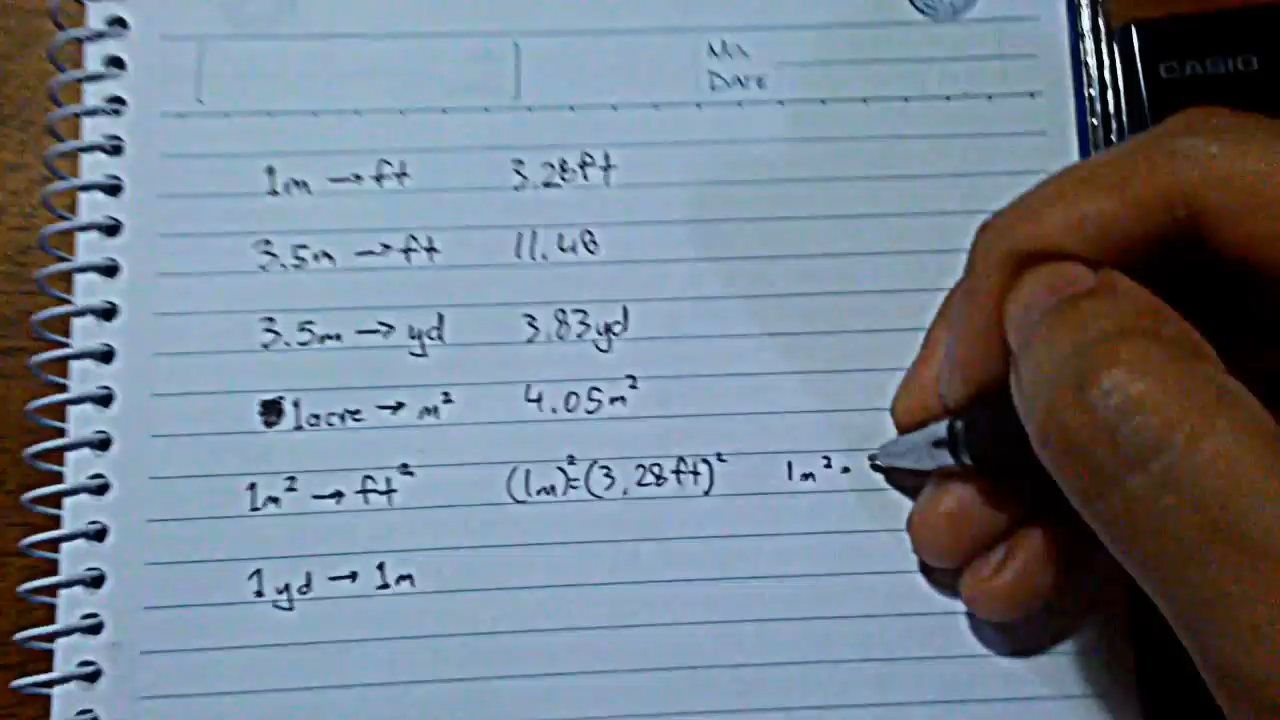 No.
Date
CASIO
1m → ft 3.28ft
3.5m → ft 11.48
3.5m → yd 3.83yd
1acre → m² 4.05m²
1m² → ft² (1m)²=(3.28ft)² 1m² =
1yd → 1m